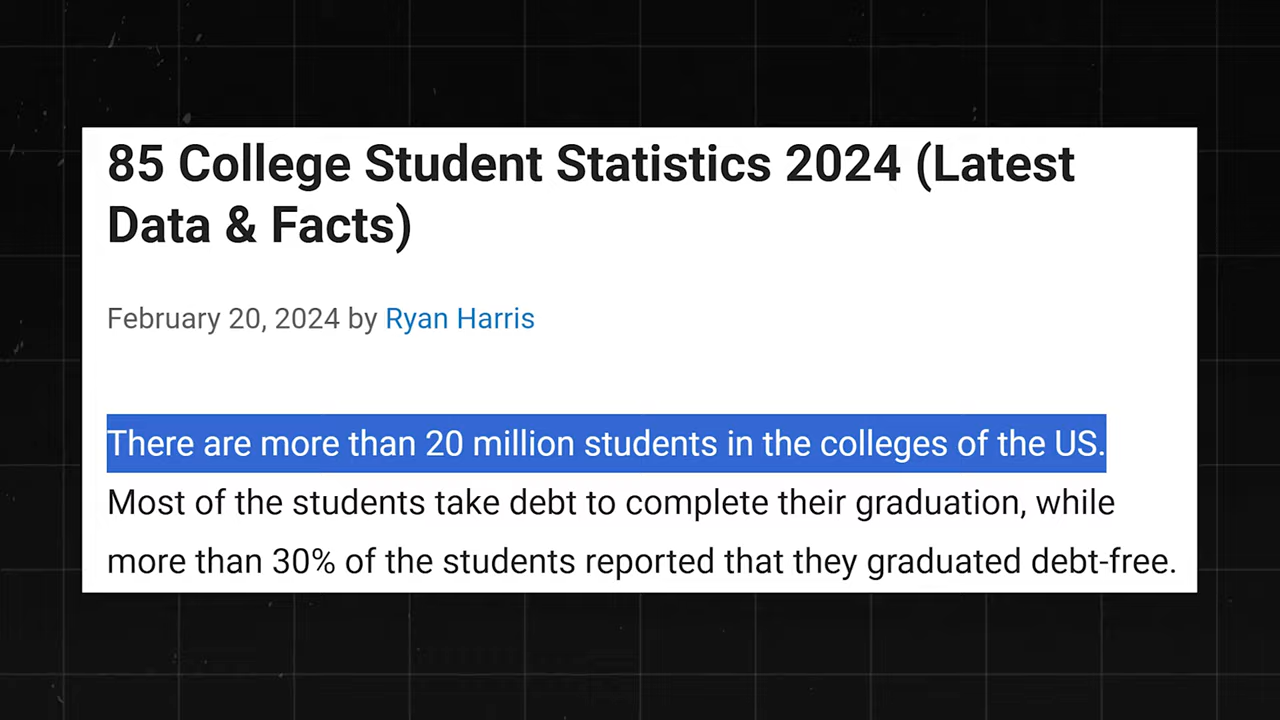 85 College Student Statistics 2024 (Latest
Data & Facts)
February 20, 2024 by Ryan Harris
There are more than 20 million students in the colleges of the US.
Most of the students take debt to complete their graduation, while
more than 30% of the students reported that they graduated debt-free.